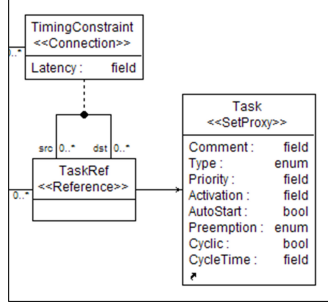 TimingConstraint
<<Connection>>
0..*
Latency : field
src 0..* dst 0..*
TaskRef
<<Reference>>
0..*
Task
<<SetProxy>>
Comment : field
Type : enum
Priority : field
Activation : field
AutoStart : bool
Preemption : enum
Cyclic : bool
CycleTime : field